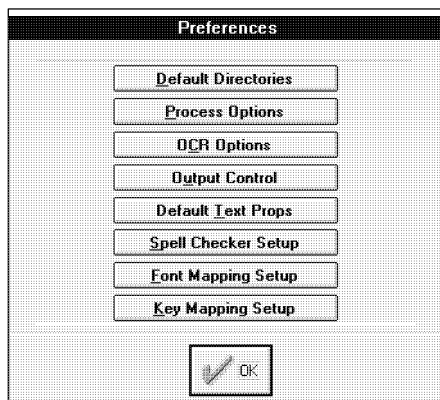 Preferences
Default Directories
Process Options
OCR Options
Output Control
Default Text Props
Spell Checker Setup
Font Mapping Setup
Key Mapping Setup
OK